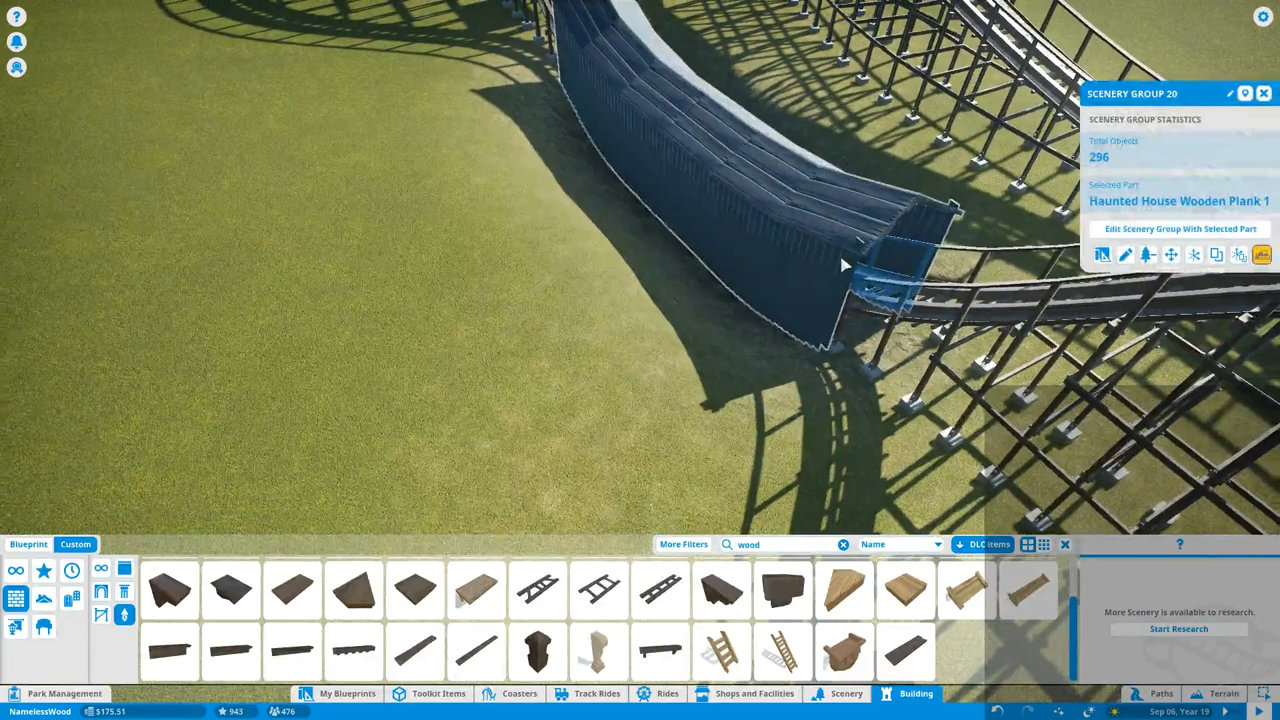 SCENERY GROUP 20
SCENERY GROUP STATISTICS
Total Objects
296
Selected Part
Haunted House Wooden Plank 1
Edit Scenery Group With Selected Part
Blueprint Custom More Filters wood Name DLC items ?
More Scenery is available to research.
Start Research
Park Management My Blueprints Toolkit Items Coasters Track Rides Rides Shops and Facilities Scenery Building Paths Terrain
NamelessWood $175.51 943 476 Sep 06, Year 19